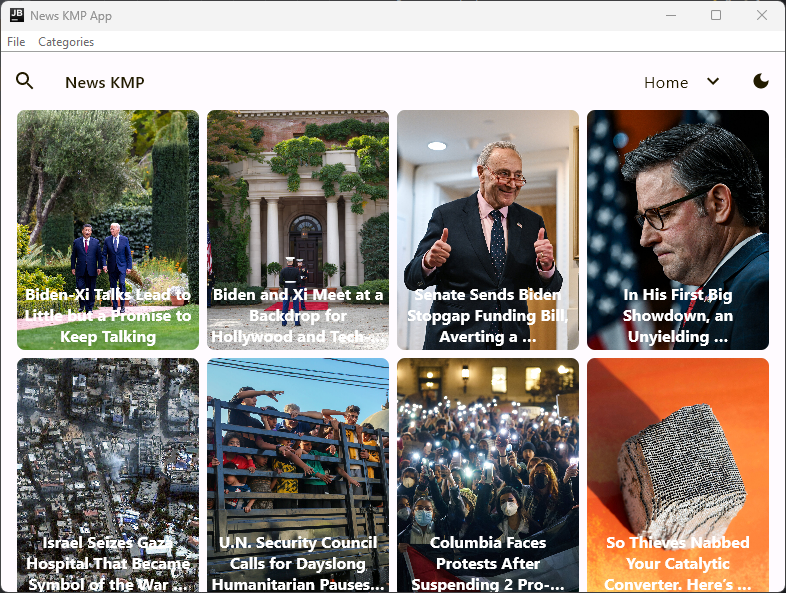 JB
News KMP App
File Categories
News KMP
Home
Biden-Xi Talks Lead to
Little but a Promise to
Keep Talking
Biden and Xi Meet at a
Backdrop for
Hollywood and Tech-...
Senate Sends Biden
Stopgap Funding Bill,
Averting a ...
In His First Big
Showdown, an
Unyielding ...
Israel Seizes Gaza
Hospital That Became
Symbol of the War ...
U.N. Security Council
Calls for Dayslong
Humanitarian Pauses...
Columbia Faces
Protests After
Suspending 2 Pro-...
So Thieves Nabbed
Your Catalytic
Converter. Here’s ...